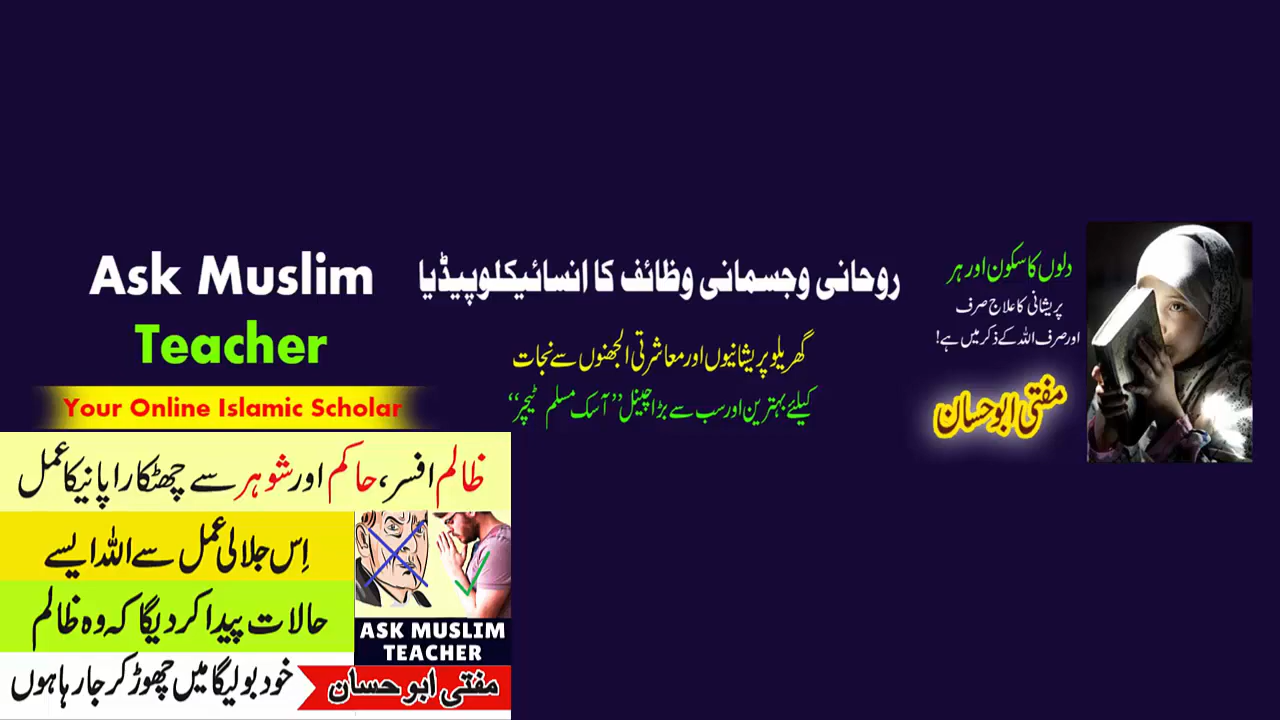 Ask Muslim
Teacher
Your Online Islamic Scholar
روحانی وجسمانی وظائف کا انسائیکلوپیڈیا
گھریلو پریشانیوں اور معاشرتی الجھنوں سے نجات
کیلئے بہترین اور سب سے بڑا چینل ”آسک مسلم ٹیچر“
دلوں کا سکون اور ہر
پریشانی کا علاج صرف
اور صرف اللہ کے ذکر میں ہے!
مفتی ابو حسان
ظالم افسر، حاکم اور شوہر سے چھٹکارا پانیکا عمل
اِس جلالی عمل سے اللہ ایسے
حالات پیدا کر دیگا کہ وہ ظالم
خود بولیگا میں چھوڑ کر جا رہا ہوں
ASK MUSLIM
TEACHER
مفتی ابو حسان